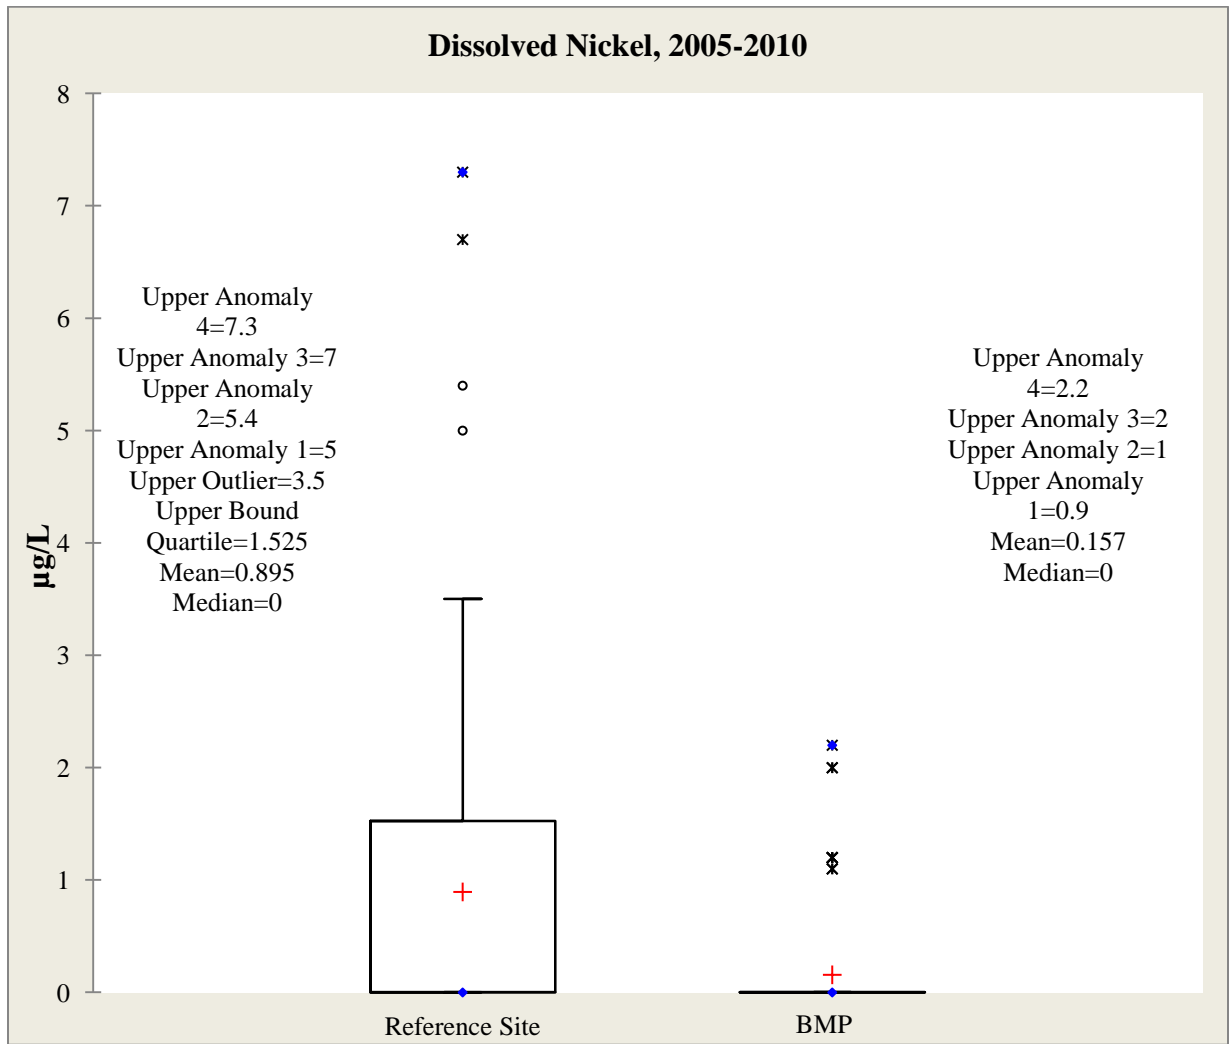 Dissolved Nickel, 2005-2010
8
7
6
5
4
3
2
1
0
µg/L
Upper Anomaly
4=7.3
Upper Anomaly 3=7
Upper Anomaly
2=5.4
Upper Anomaly 1=5
Upper Outlier=3.5
Upper Bound
Quartile=1.525
Mean=0.895
Median=0
Upper Anomaly
4=2.2
Upper Anomaly 3=2
Upper Anomaly 2=1
Upper Anomaly
1=0.9
Mean=0.157
Median=0
Reference Site
BMP